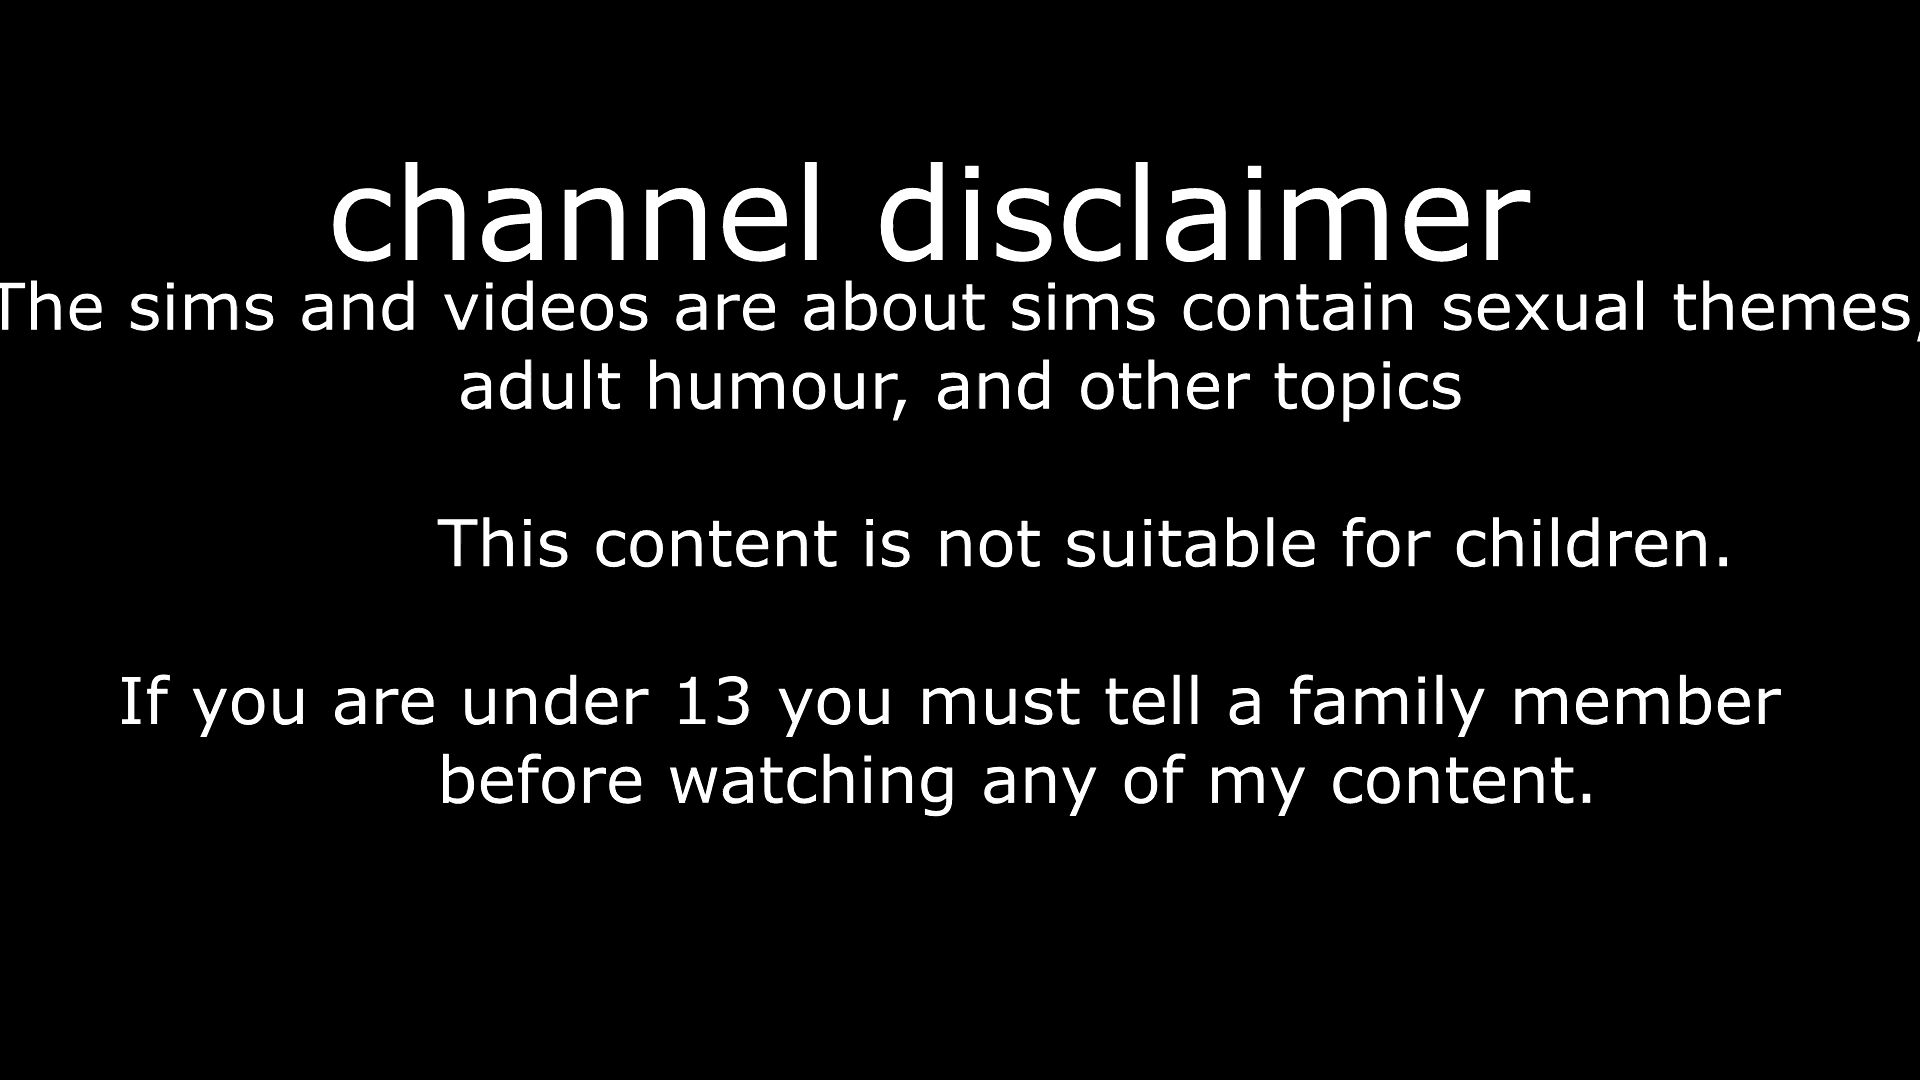 channel disclaimer
The sims and videos are about sims contain sexual themes,
adult humour, and other topics
This content is not suitable for children.
If you are under 13 you must tell a family member
before watching any of my content.